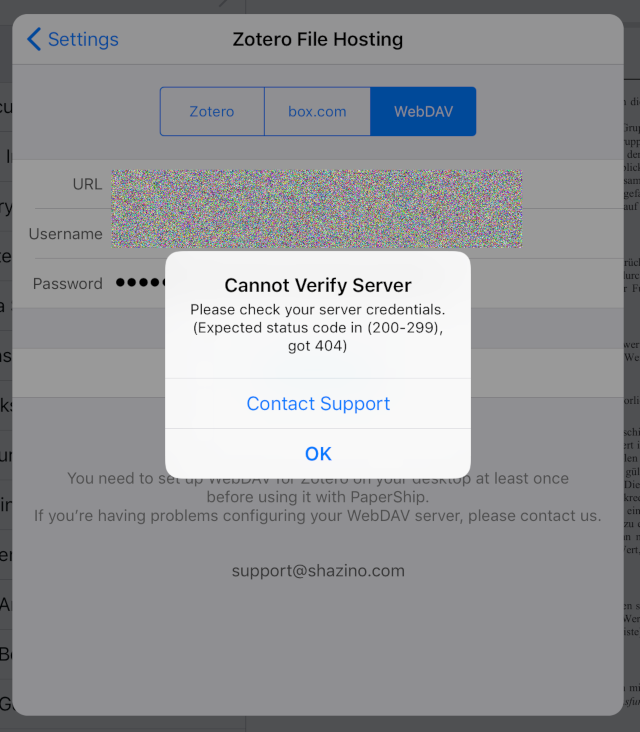 Settings
Zotero File Hosting
Zotero
box.com
WebDAV
URL
Username
Password
Cannot Verify Server
Please check your server credentials.
(Expected status code in (200-299),
got 404)
Contact Support
OK
You need to set up WebDAV for Zotero on your desktop at least once
before using it with PaperShip.
If you’re having problems configuring your WebDAV server, please contact us.
support@shazino.com